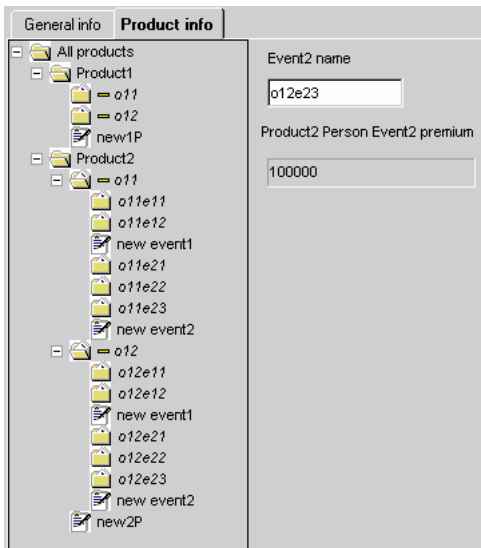 General info
Product info
All products
Product1
o11
o12
new1P
Product2
o11
o11e11
o11e12
new event1
o11e21
o11e22
o11e23
new event2
o12
o12e11
o12e12
new event1
o12e21
o12e22
o12e23
new event2
new2P
Event2 name
o12e23
Product2 Person Event2 premium
100000